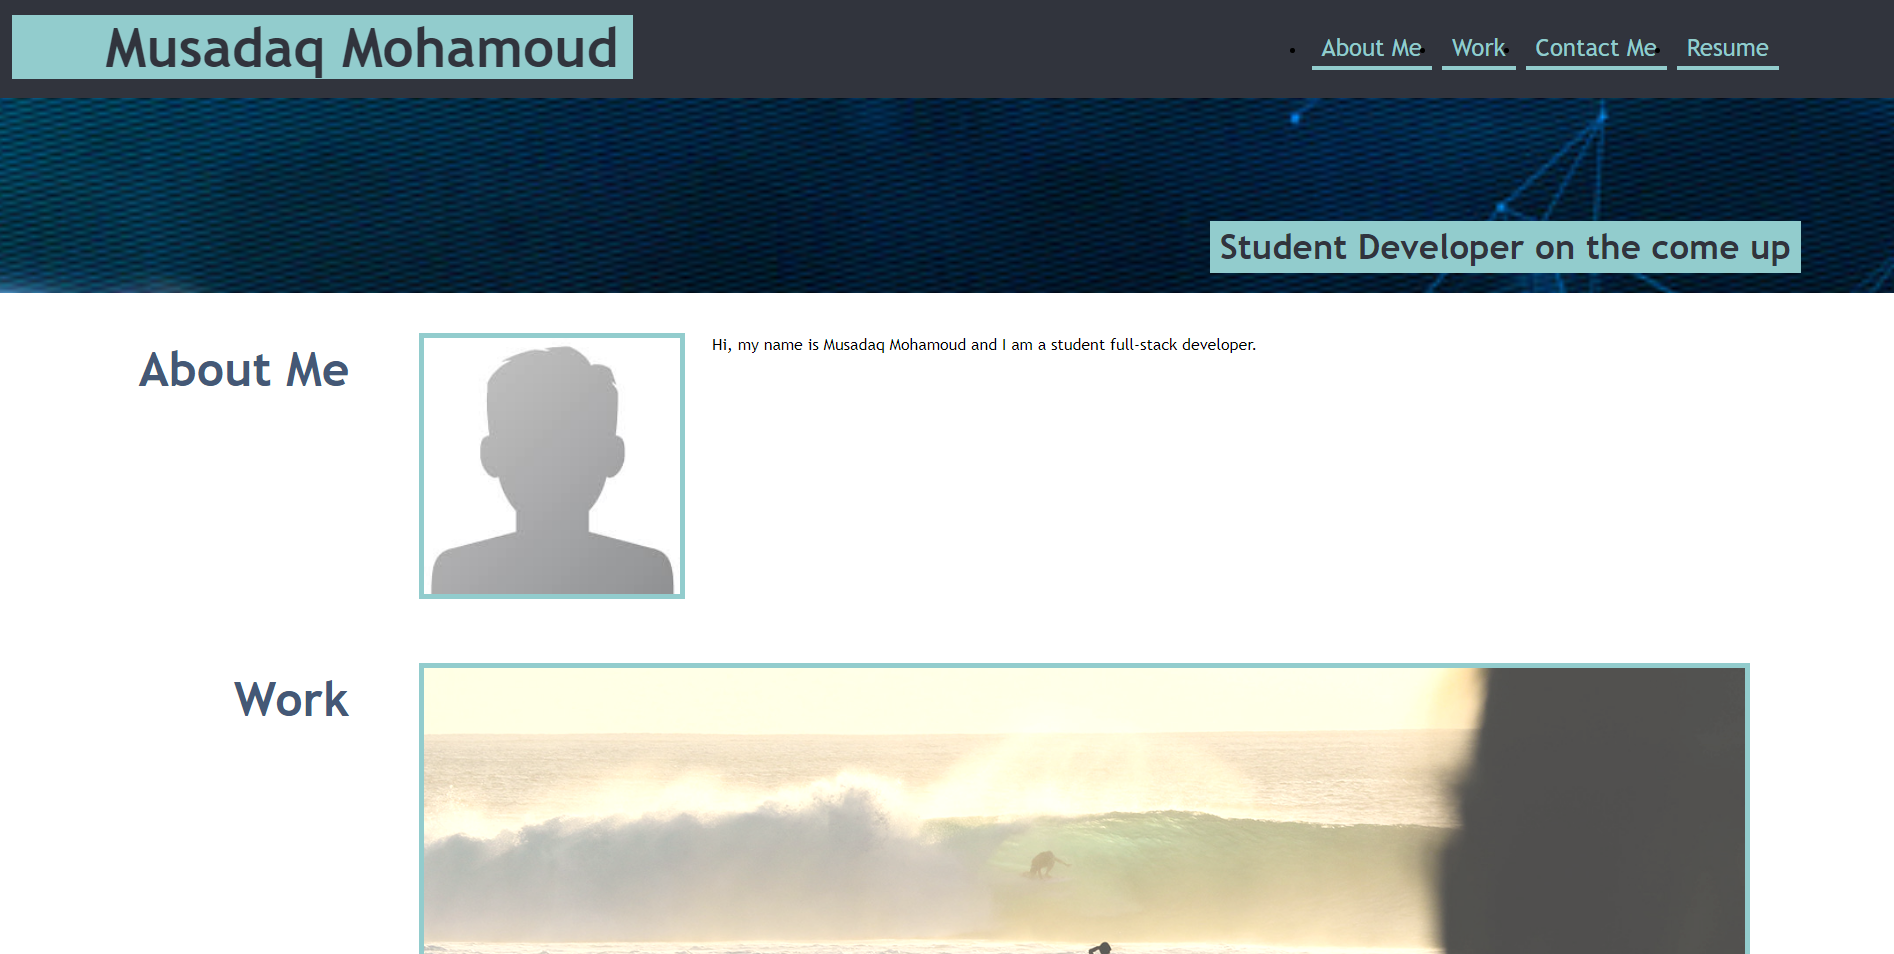 Musadaq Mohamoud
About Me Work Contact Me Resume
Student Developer on the come up
About Me
Hi, my name is Musadaq Mohamoud and I am a student full-stack developer.
Work